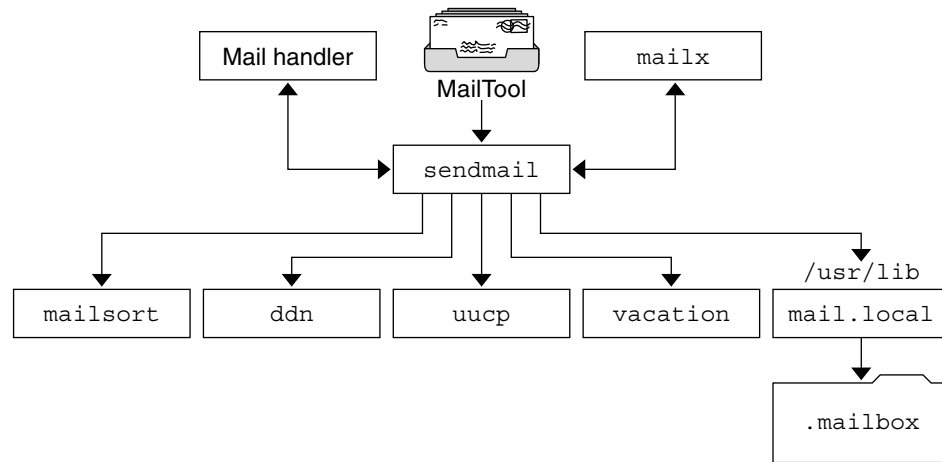 Mail handler
mailx
MailTool
sendmail
/usr/lib
mailsort
ddn
uucp
vacation
mail.local
.mailbox